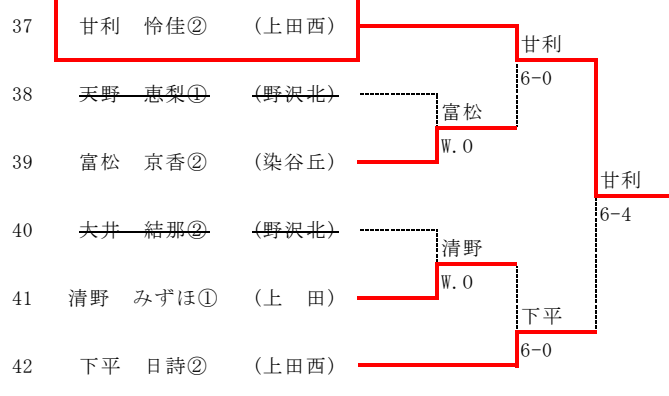 37 甘利 怜佳② (上田西)
甘利
6-0
38 天野 恵梨① (野沢北)
富松
W.0
39 富松 京香② (染谷丘)
甘利
6-4
40 大井 結那② (野沢北)
清野
W.0
41 清野 みずほ① (上 田)
下平
6-0
42 下平 日詩② (上田西)